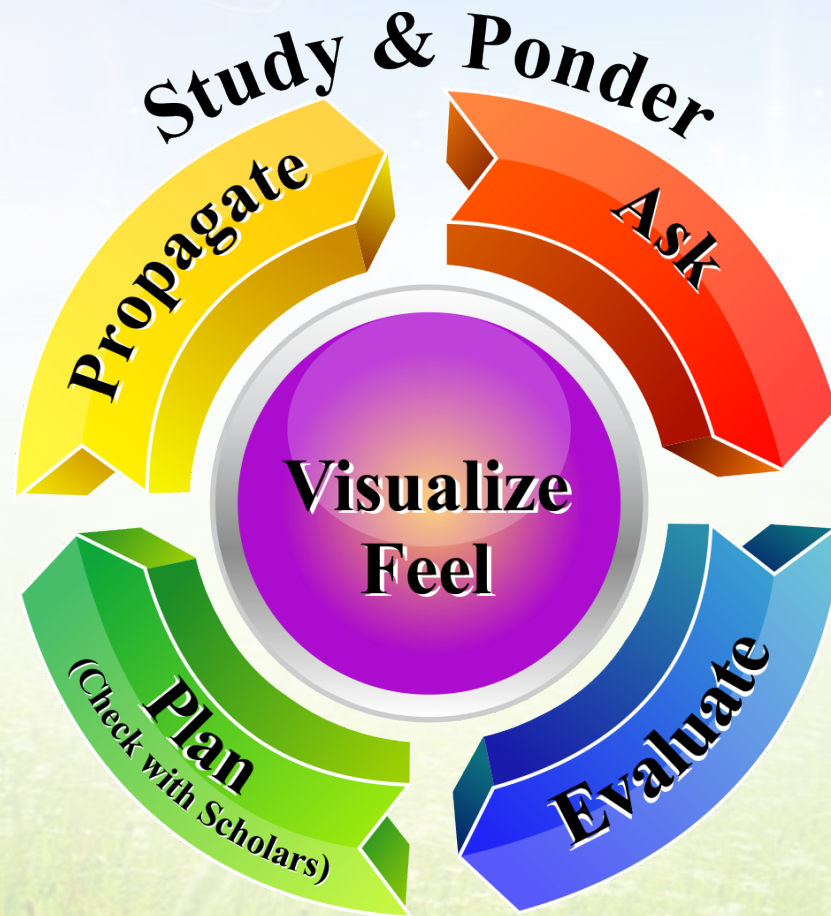 Study & Ponder
Propagate
Ask
Visualize
Feel
Plan
(Check with Scholars)
Evaluate